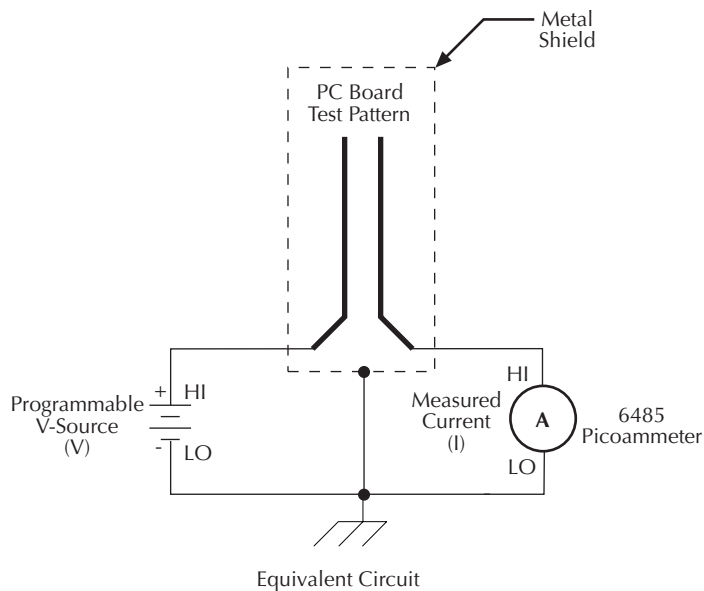 Metal
Shield
PC Board
Test Pattern
+ HI
Programmable
V-Source
(V)
- LO
HI
Measured
Current
(I)
A
LO
6485
Picoammeter
Equivalent Circuit